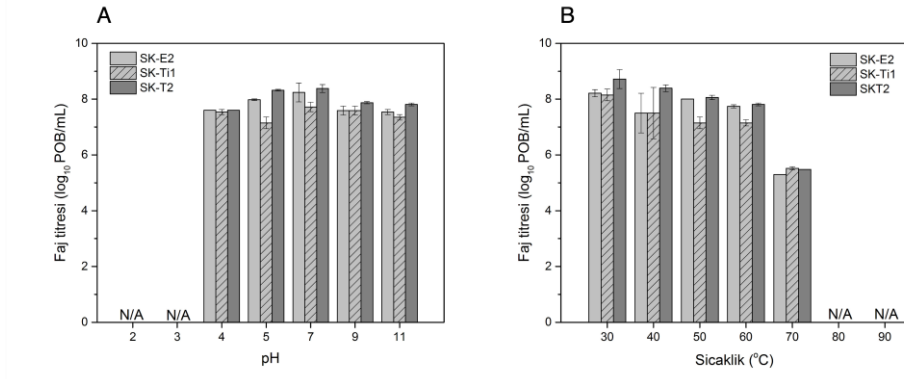 A
SK-E2
SK-Ti1
SK-T2
Faj titresi (log₁₀ POB/mL)
10
8
6
4
2
0
N/A N/A
2 3 4 5 7 9 11
pH
B
SK-E2
SK-Ti1
SKT2
Faj titresi (log₁₀ POB/mL)
10
8
6
4
2
0
N/A N/A
30 40 50 60 70 80 90
Sicaklik (°C)